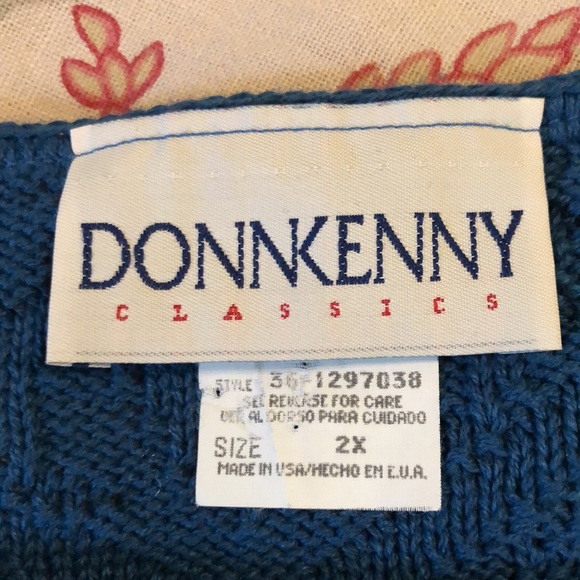 DONNKENNY
CLASSICS
STYLE 36-1297038
SEE REVERSE FOR CARE
VER AL DORSO PARA CUIDADO
SIZE 2X
MADE IN USA/HECHO EN E.U.A.